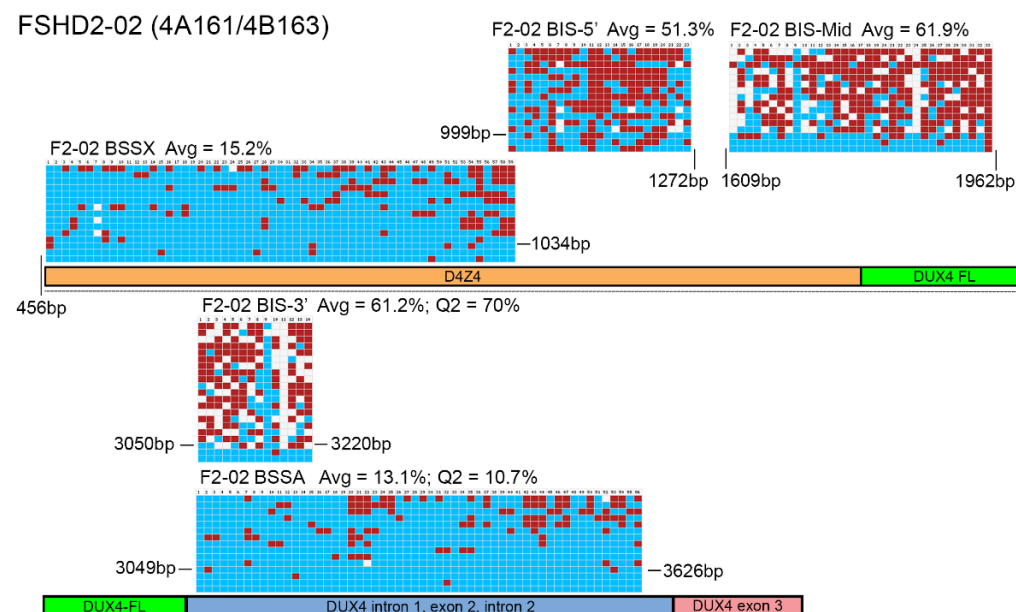 FSHD2-02 (4A161/4B163)
F2-02 BIS-5' Avg = 51.3%
F2-02 BIS-Mid Avg = 61.9%
999bp
1272bp
1609bp
1962bp
F2-02 BSSX Avg = 15.2%
1034bp
D4Z4
DUX4 FL
456bp
F2-02 BIS-3' Avg = 61.2%; Q2 = 70%
3050bp
3220bp
F2-02 BSSA Avg = 13.1%; Q2 = 10.7%
3049bp
3626bp
DUX4-FL
DUX4 intron 1, exon 2, intron 2
DUX4 exon 3